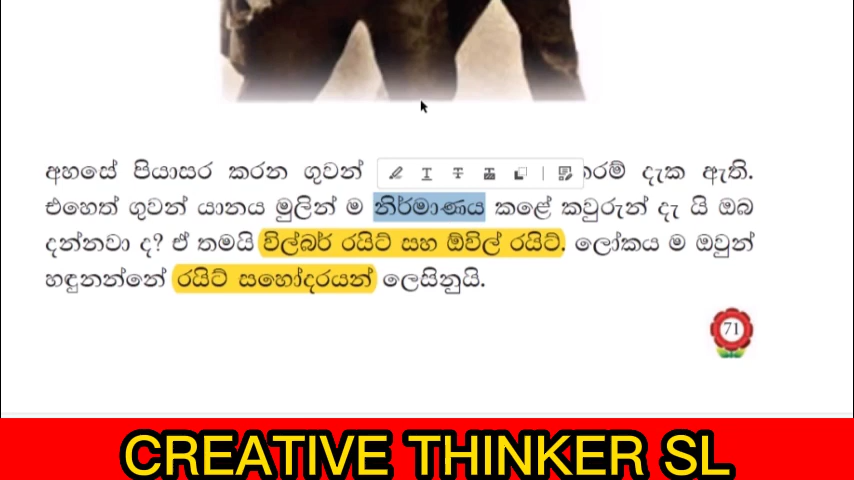 අහසේ පියාසර කරන ගුවන් දැක ඇති.
එහෙත් ගුවන් යානය මුලින් ම නිර්මාණය කළේ කවුරුන් දැ යි ඔබ
දන්නවා ද? ඒ තමයි විල්බර් රයිට් සහ ඕවිල් රයිට්. ලෝකය ම ඔවුන්
හඳුනන්නේ රයිට් සහෝදරයන් ලෙසිනුයි.
71
CREATIVE THINKER SL